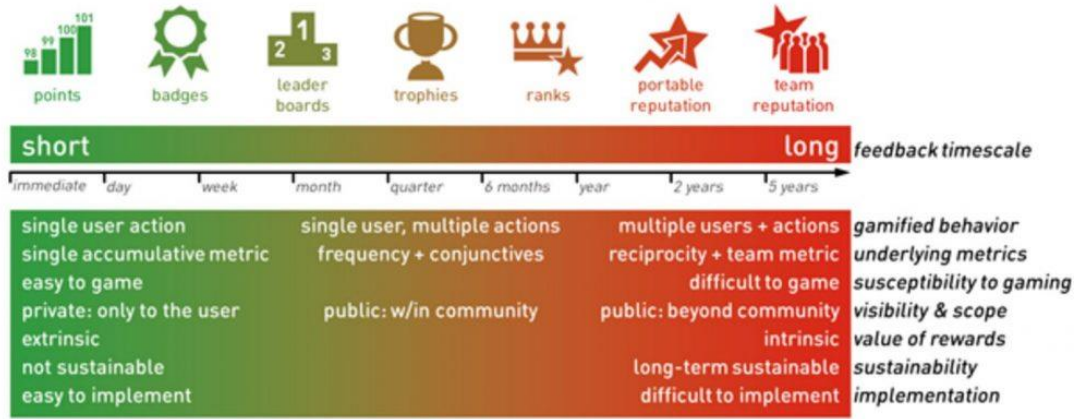 98 99 100 101
1 2 3
points
badges
leader boards
trophies
ranks
portable reputation
team reputation
short long feedback timescale
immediate day week month quarter 6 months year 2 years 5 years
single user action single user, multiple actions multiple users + actions gamified behavior
single accumulative metric frequency + conjunctives reciprocity + team metric underlying metrics
easy to game difficult to game susceptibility to gaming
private: only to the user public: w/in community public: beyond community visibility & scope
extrinsic intrinsic value of rewards
not sustainable long-term sustainable sustainability
easy to implement difficult to implement implementation